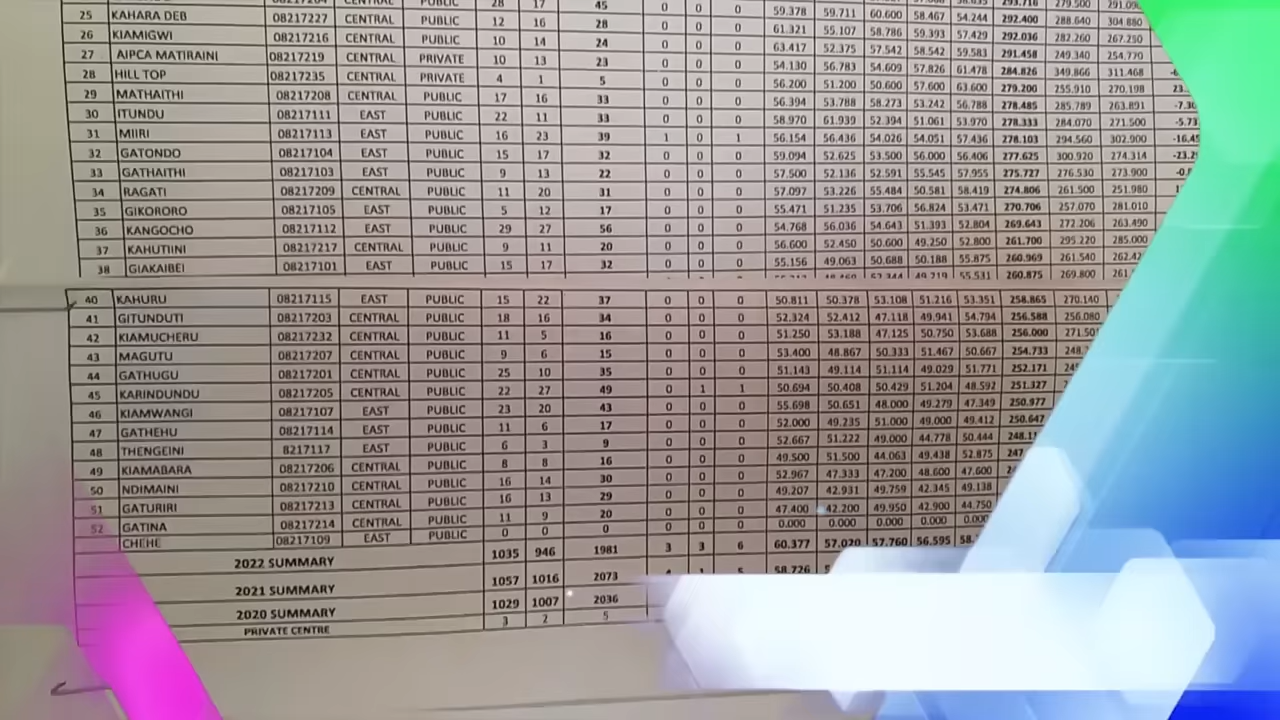 28 17 45 0 0 0 59.378 59.711 60.600 58.467 54.244 292.400 288.640 304.880
25 KAHARA DEB 08217227 CENTRAL PUBLIC 12 16 28 0 0 0 61.321 55.107 58.786 59.393 57.429 292.036 282.260 267.250
26 KIAMIGWI 08217216 CENTRAL PUBLIC 10 14 24 0 0 0 63.417 52.375 57.542 58.542 59.583 291.458 249.340 254.770
27 AIPCA MATIRAINI 08217219 CENTRAL PRIVATE 10 13 23 0 0 0 54.130 56.783 54.609 57.826 61.478 284.826 349.866 311.468
28 HILL TOP 08217235 CENTRAL PRIVATE 4 1 5 0 0 0 56.200 51.200 50.600 57.600 63.600 279.200 255.910 270.198 23.
29 MATHAITHI 08217208 CENTRAL PUBLIC 17 16 33 0 0 0 56.394 53.788 58.273 53.242 56.788 278.485 285.789 263.891 -7.30
30 ITUNDU 08217111 EAST PUBLIC 22 11 33 0 0 0 58.970 61.939 52.394 51.061 53.970 278.333 284.070 271.500 -5.73
31 MIIRI 08217113 EAST PUBLIC 16 23 39 1 0 1 56.154 56.436 54.026 54.051 57.436 278.103 294.560 302.900 -16.45
32 GATONDO 08217104 EAST PUBLIC 15 17 32 0 0 0 59.094 52.625 53.500 56.000 56.406 277.625 300.920 274.314 -23.2
33 GATHAITHI 08217103 EAST PUBLIC 9 13 22 0 0 0 57.500 52.136 52.591 55.545 57.955 275.727 276.530 273.900
34 RAGATI 08217209 CENTRAL PUBLIC 11 20 31 0 0 0 57.097 53.226 55.484 50.581 58.419 274.806 261.500 251.980
35 GIKORORO 08217105 EAST PUBLIC 5 12 17 0 0 0 55.471 51.235 53.706 56.824 53.471 270.706 257.070 281.010
36 KANGOCHO 08217112 EAST PUBLIC 29 27 56 0 0 0 54.768 56.036 54.643 51.393 52.804 269.643 272.206 263.490
37 KAHUTIINI 08217217 CENTRAL PUBLIC 9 11 20 0 0 0 56.600 52.450 50.600 49.250 52.800 261.700 295.220 285.000
38 GIAKAIBEI 08217101 EAST PUBLIC 15 17 32 0 0 0 55.156 49.063 50.688 50.188 55.875 260.969 261.540 262.42
49.719 55.531 260.875 269.800 261
40 KAHURU 08217115 EAST PUBLIC 15 22 37 0 0 0 50.811 50.378 53.108 51.216 53.351 258.865 270.140
41 GITUNDUTI 08217203 CENTRAL PUBLIC 18 16 34 0 0 0 52.324 52.412 47.118 49.941 54.794 256.588 256.080
42 KIAMUCHERU 08217232 CENTRAL PUBLIC 11 5 16 0 0 0 51.250 53.188 47.125 50.750 53.688 256.000 271.50
43 MAGUTU 08217207 CENTRAL PUBLIC 9 6 15 0 0 0 53.400 48.867 50.333 51.467 50.667 254.733 248.
44 GATHUGU 08217201 CENTRAL PUBLIC 25 10 35 0 0 0 51.143 49.114 51.114 49.029 51.771 252.171
45 KARINDUNDU 08217205 CENTRAL PUBLIC 22 27 49 0 1 1 50.694 50.408 50.429 51.204 48.592 251.327
46 KIAMWANGI 08217107 EAST PUBLIC 23 20 43 0 0 0 55.698 50.651 48.000 49.279 47.349 250.977
47 GATHEHU 08217114 EAST PUBLIC 11 6 17 0 0 0 52.000 49.235 51.000 49.000 49.412 250.647
48 THENGEINI 8217117 EAST PUBLIC 6 3 9 0 0 0 52.667 51.222 49.000 44.778 50.444 248.1
49 KIAMABARA 08217206 CENTRAL PUBLIC 8 8 16 0 0 0 49.500 51.500 44.063 49.438 52.875 247
50 NDIMAINI 08217210 CENTRAL PUBLIC 16 14 30 0 0 0 52.967 47.333 47.200 48.600 47.600
51 GATURIRI 08217213 CENTRAL PUBLIC 16 13 29 0 0 0 49.207 42.931 49.759 42.345 49.138
52 GATINA 08217214 CENTRAL PUBLIC 11 9 20 0 0 0 47.400 42.200 49.950 42.900 44.750
CHEHE 08217109 EAST PUBLIC 0 0 0 0 0 0 0.000 0.000 0.000 0.000 0.000
2022 SUMMARY 1035 946 1981 3 3 6 60.377 57.020 57.760 56.595 58.
2021 SUMMARY 1057 1016 2073 58.726
2020 SUMMARY 1029 1007 2036
PRIVATE CENTRE 3 2 5